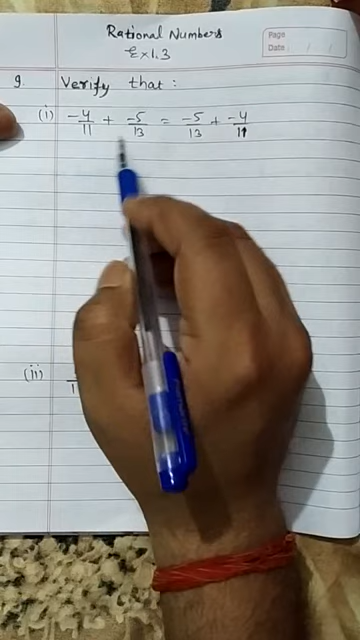 Rational Numbers
Ex 1.3
Page
Date / /
9. Verify that :
(i) -4/11 + -5/13 = -5/13 + -4/11
(ii)